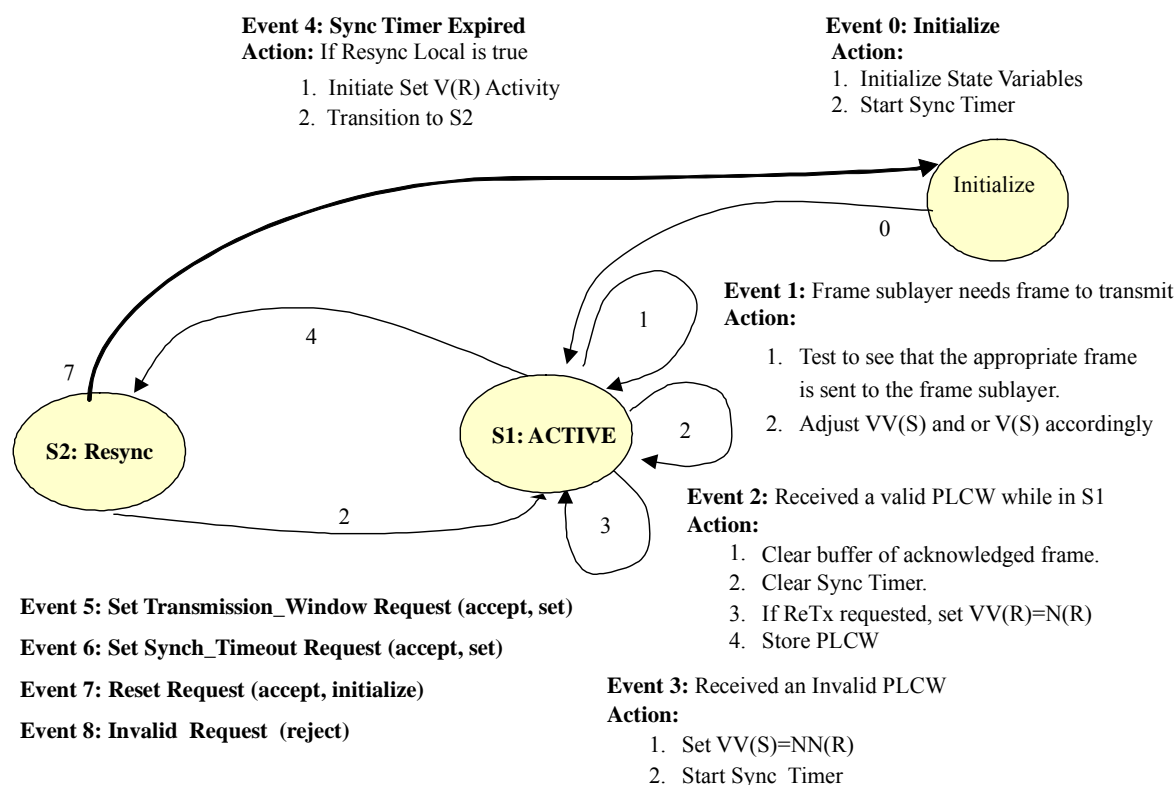 Event 4: Sync Timer Expired
Action: If Resync Local is true
1. Initiate Set V(R) Activity
2. Transition to S2
Event 0: Initialize
Action:
1. Initialize State Variables
2. Start Sync Timer
Initialize
0
Event 1: Frame sublayer needs frame to transmit
Action:
1. Test to see that the appropriate frame
is sent to the frame sublayer.
2. Adjust VV(S) and or V(S) accordingly
1
4
7
S2: Resync
S1: ACTIVE
2
2
3
Event 2: Received a valid PLCW while in S1
Action:
1. Clear buffer of acknowledged frame.
2. Clear Sync Timer.
3. If ReTx requested, set VV(R)=N(R)
4. Store PLCW
Event 5: Set Transmission_Window Request (accept, set)
Event 6: Set Synch_Timeout Request (accept, set)
Event 7: Reset Request (accept, initialize)
Event 8: Invalid Request (reject)
Event 3: Received an Invalid PLCW
Action:
1. Set VV(S)=NN(R)
2. Start Sync Timer